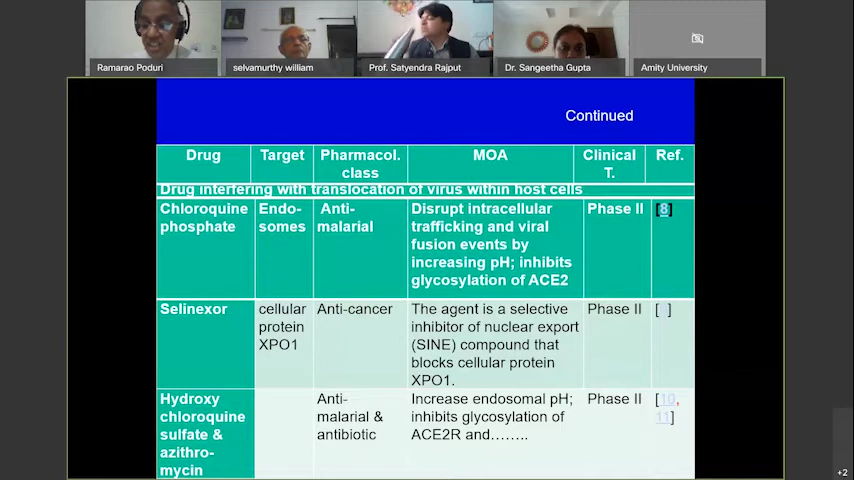 Ramarao Poduri
selvamurthy william
Prof. Satyendra Rajput
Dr. Sangeetha Gupta
Amity University
Continued
Drug Target Pharmacol. class MOA Clinical T. Ref.
Drug interfering with translocation of virus within host cells
Chloroquine
phosphate
Endo-
somes
Anti-
malarial
Disrupt intracellular
trafficking and viral
fusion events by
increasing pH; inhibits
glycosylation of ACE2
Phase II
[8]
Selinexor
cellular
protein
XPO1
Anti-cancer
The agent is a selective
inhibitor of nuclear export
(SINE) compound that
blocks cellular protein
XPO1.
Phase II
[ ]
Hydroxy
chloroquine
sulfate &
azithro-
mycin
Anti-
malarial &
antibiotic
Increase endosomal pH;
inhibits glycosylation of
ACE2R and........
Phase II
[10,
11]
+2